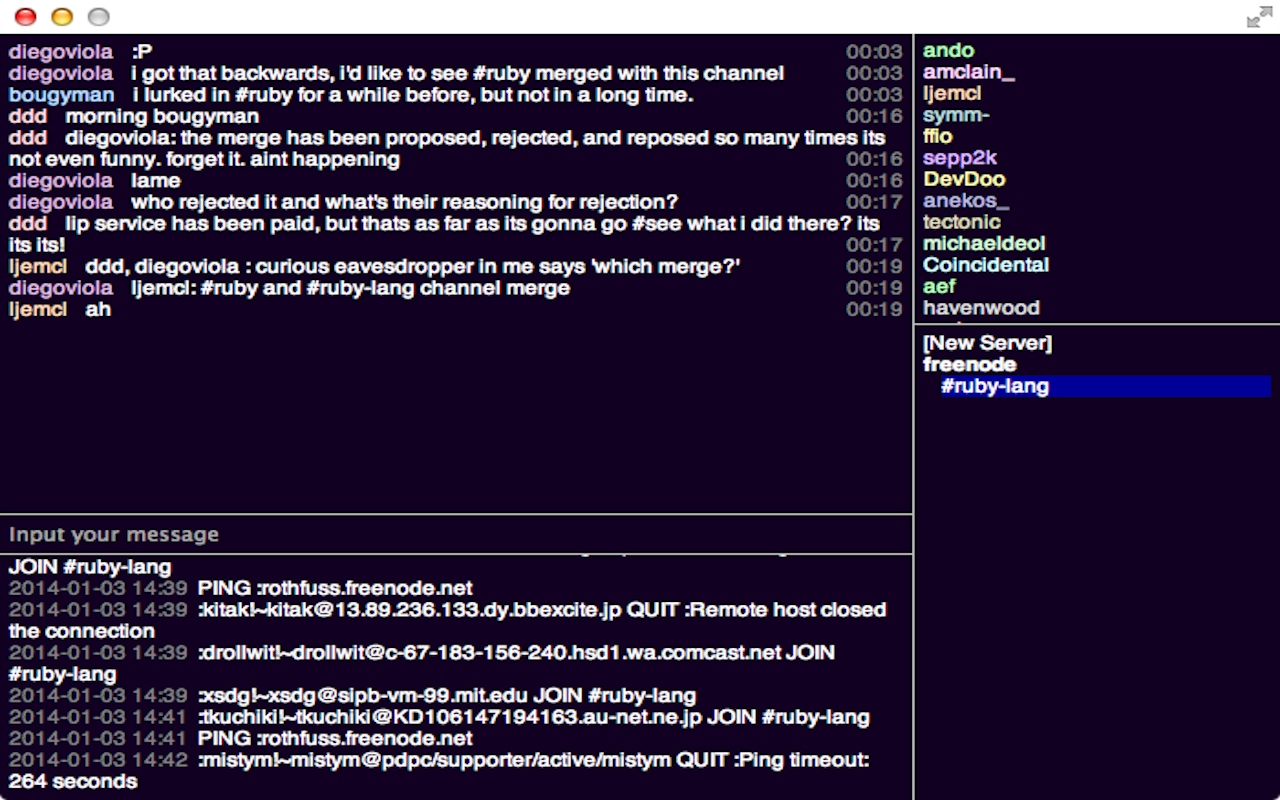 diegoviola :P 00:03
diegoviola i got that backwards, i'd like to see #ruby merged with this channel 00:03
bougyman i lurked in #ruby for a while before, but not in a long time. 00:03
ddd morning bougyman 00:16
ddd diegoviola: the merge has been proposed, rejected, and reposed so many times its
not even funny. forget it. aint happening 00:16
diegoviola lame 00:16
diegoviola who rejected it and what's their reasoning for rejection? 00:17
ddd lip service has been paid, but thats as far as its gonna go #see what i did there? its
its its! 00:17
ljemcl ddd, diegoviola : curious eavesdropper in me says 'which merge?' 00:19
diegoviola ljemcl: #ruby and #ruby-lang channel merge 00:19
ljemcl ah 00:19
Input your message
JOIN #ruby-lang
2014-01-03 14:39 PING :rothfuss.freenode.net
2014-01-03 14:39 :kitak!~kitak@13.89.236.133.dy.bbexcite.jp QUIT :Remote host closed
the connection
2014-01-03 14:39 :drollwit!~drollwit@c-67-183-156-240.hsd1.wa.comcast.net JOIN
#ruby-lang
2014-01-03 14:39 :xsdg!~xsdg@sipb-vm-99.mit.edu JOIN #ruby-lang
2014-01-03 14:41 :tkuchiki!~tkuchiki@KD106147194163.au-net.ne.jp JOIN #ruby-lang
2014-01-03 14:41 PING :rothfuss.freenode.net
2014-01-03 14:42 :mistym!~mistym@pdpc/supporter/active/mistym QUIT :Ping timeout:
264 seconds
ando
amclain_
ljemcl
symm-
ffio
sepp2k
DevDoo
anekos_
tectonic
michaeldeol
Coincidental
aef
havenwood
[New Server]
freenode
#ruby-lang